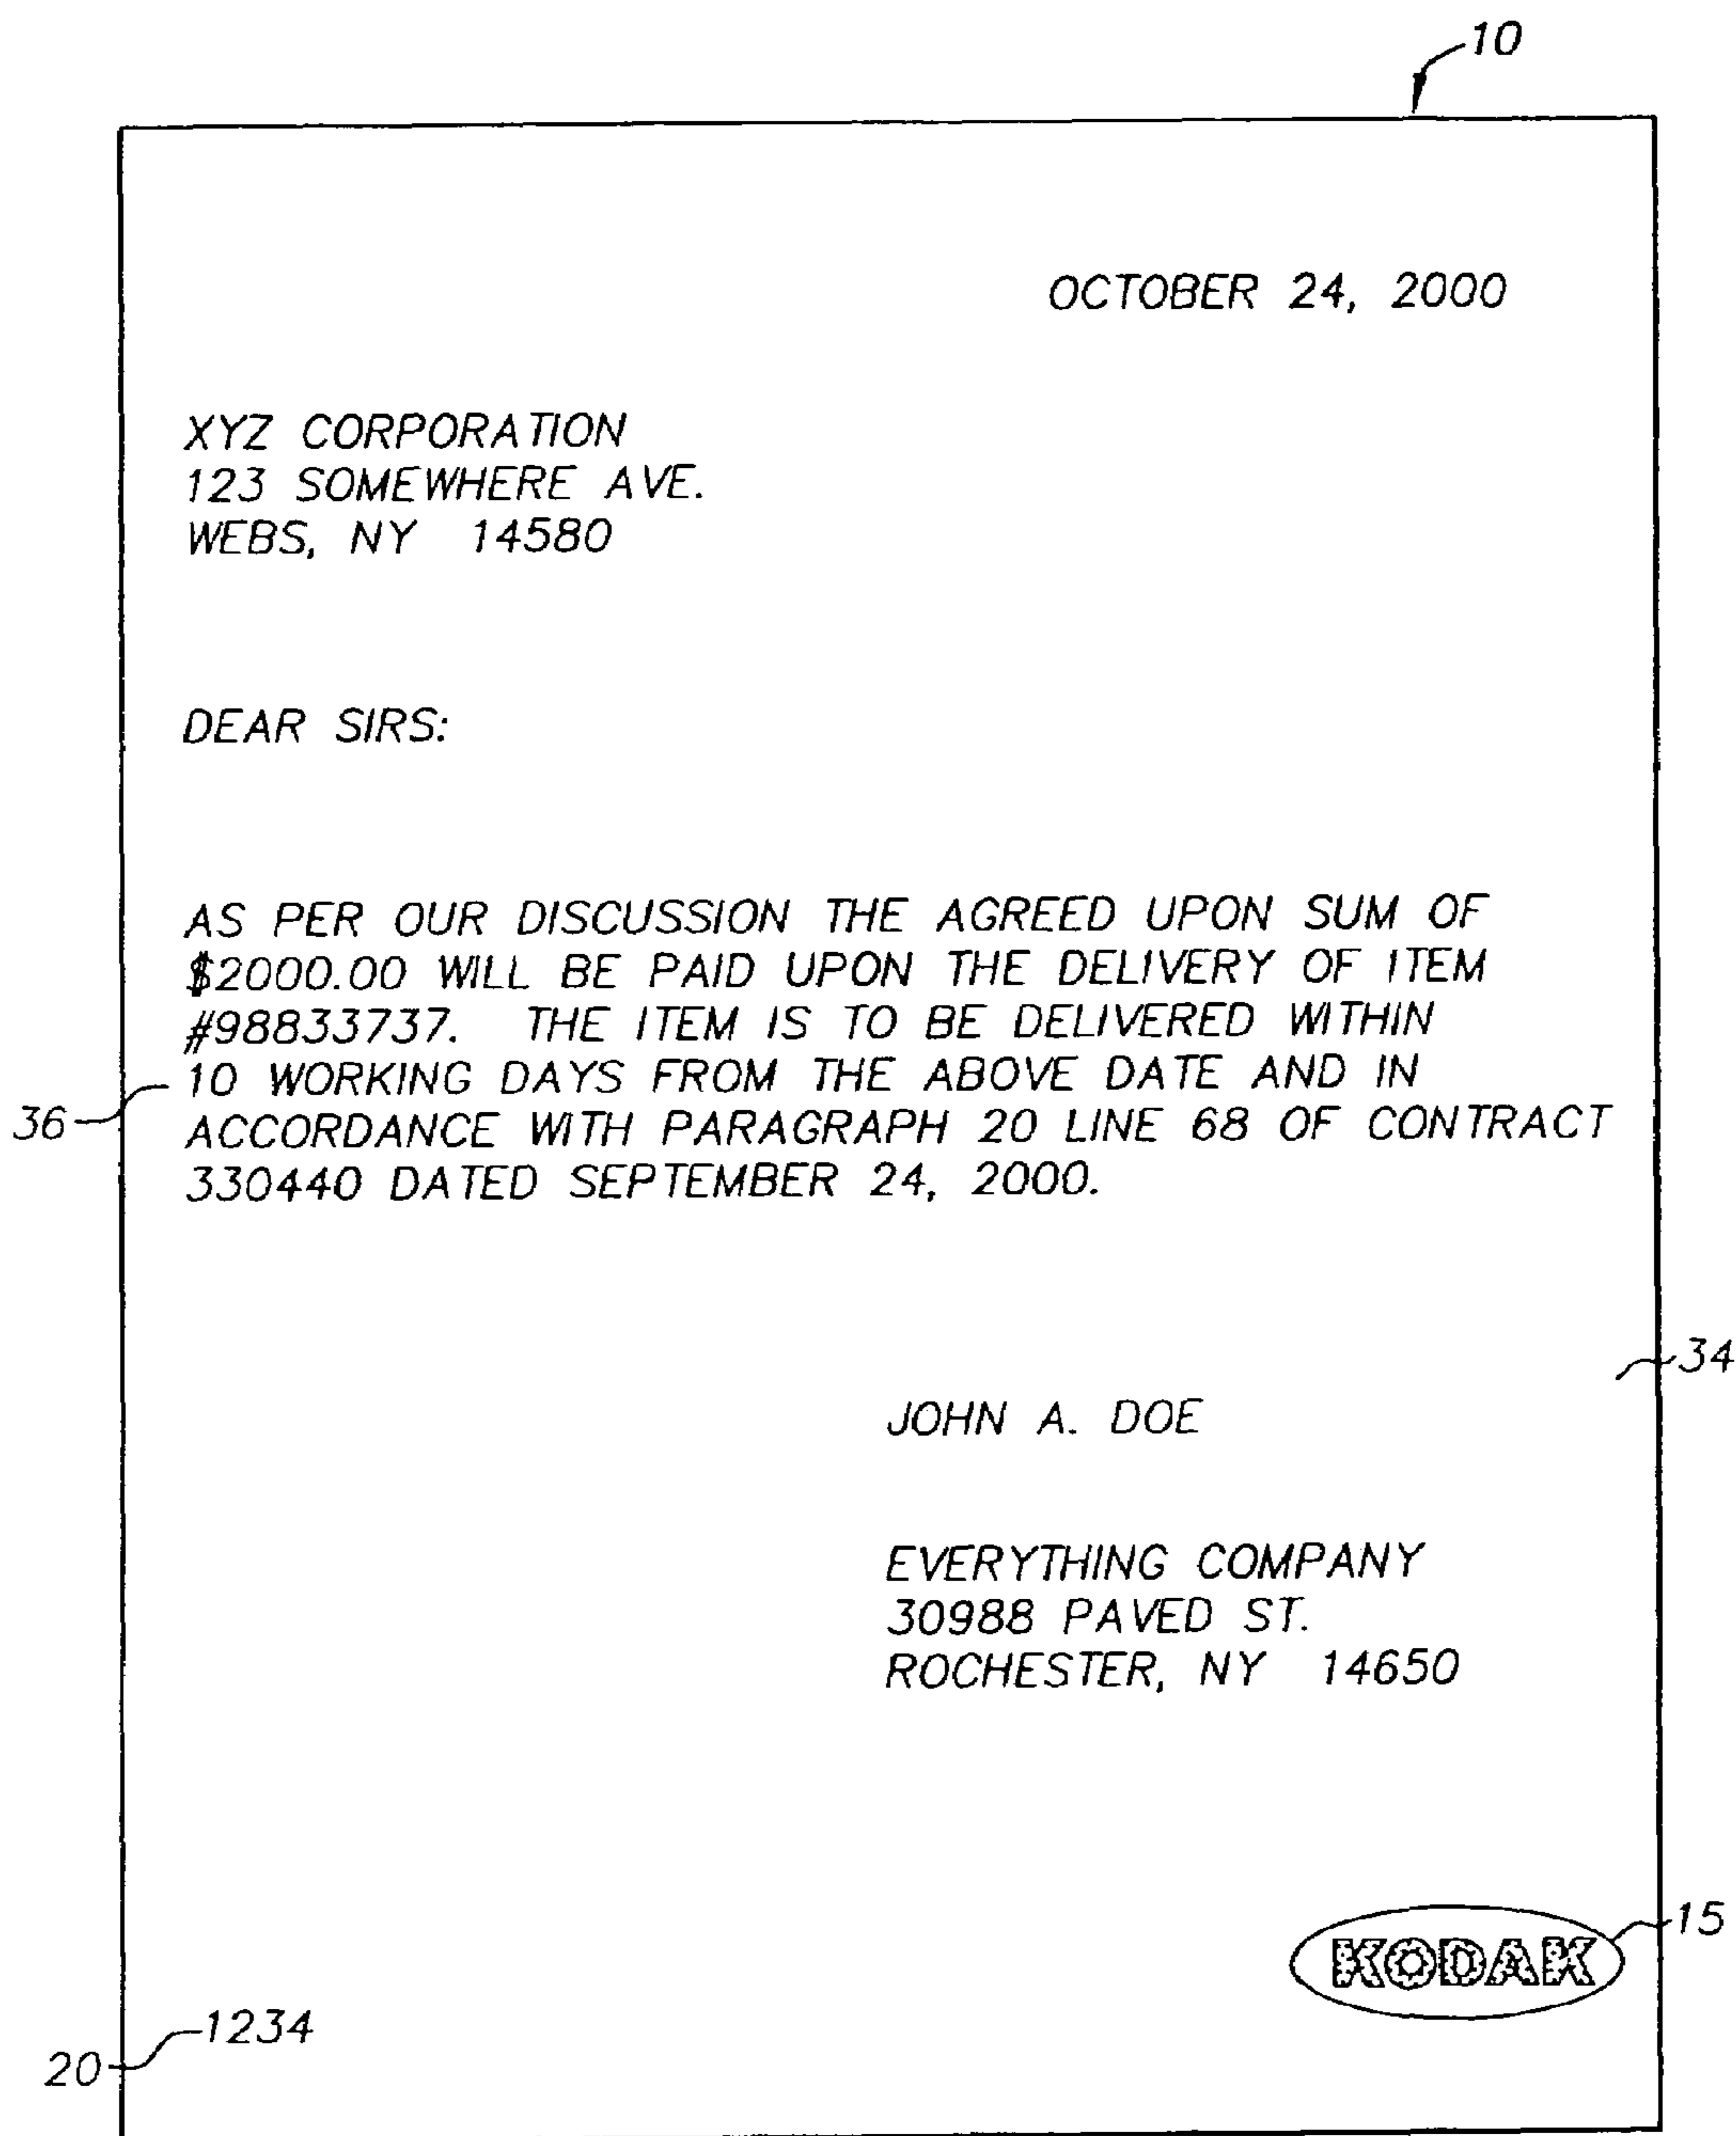 10
OCTOBER 24, 2000
XYZ CORPORATION
123 SOMEWHERE AVE.
WEBS, NY 14580
DEAR SIRS:
AS PER OUR DISCUSSION THE AGREED UPON SUM OF
$2000.00 WILL BE PAID UPON THE DELIVERY OF ITEM
#98833737. THE ITEM IS TO BE DELIVERED WITHIN
10 WORKING DAYS FROM THE ABOVE DATE AND IN
36
ACCORDANCE WITH PARAGRAPH 20 LINE 68 OF CONTRACT
330440 DATED SEPTEMBER 24, 2000.
34
JOHN A. DOE
EVERYTHING COMPANY
30988 PAVED ST.
ROCHESTER, NY 14650
15
KODAK
1234
20